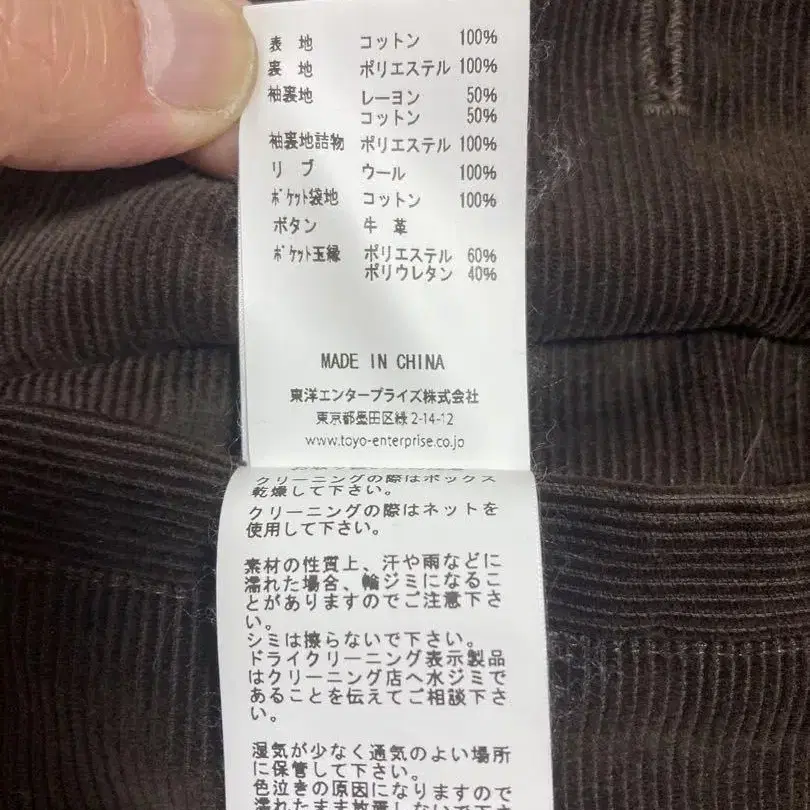 表 地 コットン 100%
裏 地 ポリエステル 100%
袖裏地 レーヨン 50%
コットン 50%
袖裏地詰物 ポリエステル 100%
リ ブ ウール 100%
ポケット袋地 コットン 100%
ボタン 牛 革
ポケット玉縁 ポリエステル 60%
ポリウレタン 40%
MADE IN CHINA
東洋エンタープライズ株式会社
東京都墨田区緑 2-14-12
www.toyo-enterprise.co.jp
クリーニングの際はボックス
乾燥して下さい。
クリーニングの際はネットを
使用して下さい。
素材の性質上、汗や雨などに
濡れた場合、輪ジミになるこ
とがありますのでご注意下さ
い。
シミは擦らないで下さい。
ドライクリーニング表示製品
はクリーニング店へ水ジミで
あることを伝えてご相談下さ
い。
湿気が少なく通気のよい場所
に保管して下さい。
色泣きの原因になりますので
濡れたまま放置しないで下さ